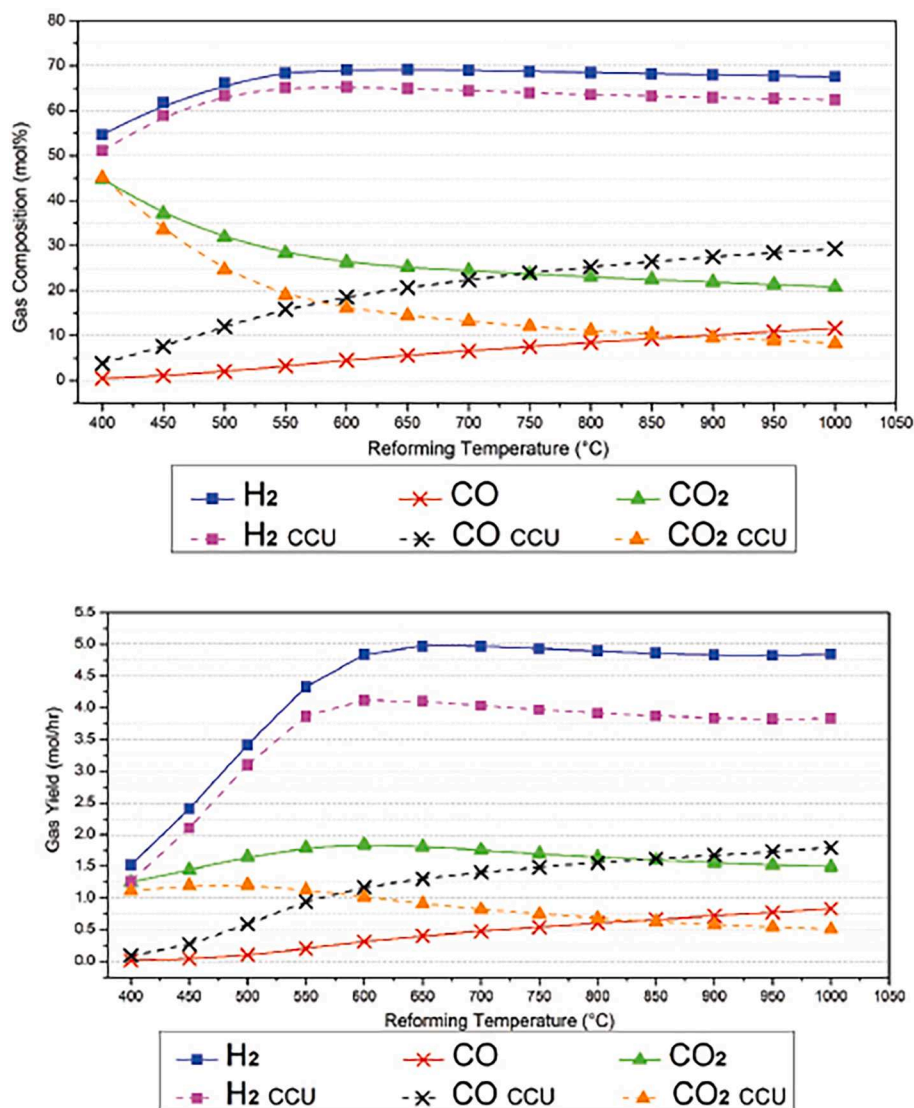 80
70
60
50
40
30
20
10
0
Gas Composition (mol%)
400 450 500 550 600 650 700 750 800 850 900 950 1000 1050
Reforming Temperature (°C)
H2 CO CO2
H2 CCU CO CCU CO2 CCU
5.5
5.0
4.5
4.0
3.5
3.0
2.5
2.0
1.5
1.0
0.5
0.0
Gas Yield (mol/hr)
400 450 500 550 600 650 700 750 800 850 900 950 1000 1050
Reforming Temperature (°C)
H2 CO CO2
H2 CCU CO CCU CO2 CCU